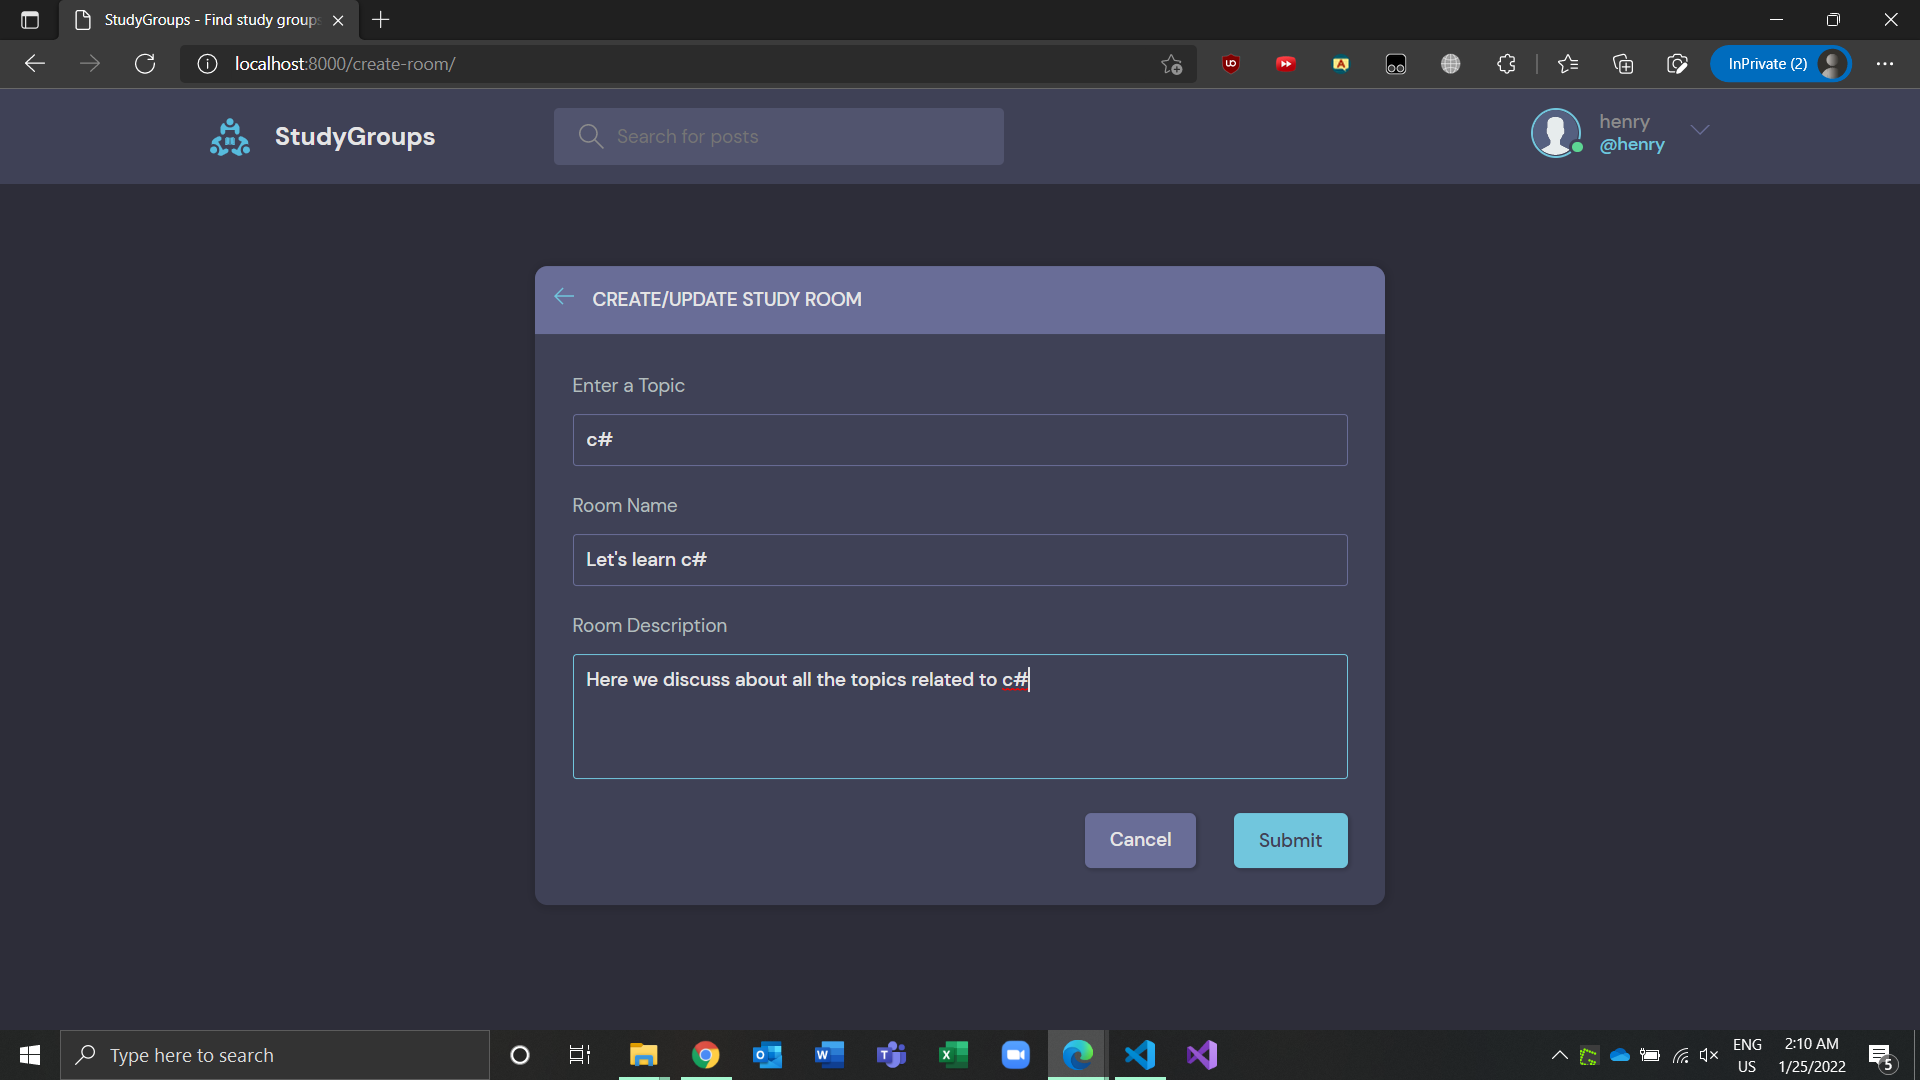 StudyGroups - Find study groups
localhost:8000/create-room/
InPrivate (2)
StudyGroups
Search for posts
henry
@henry
CREATE/UPDATE STUDY ROOM
Enter a Topic
c#
Room Name
Let's learn c#
Room Description
Here we discuss about all the topics related to c#
Cancel
Submit
Type here to search
ENG
US
2:10 AM
1/25/2022
5